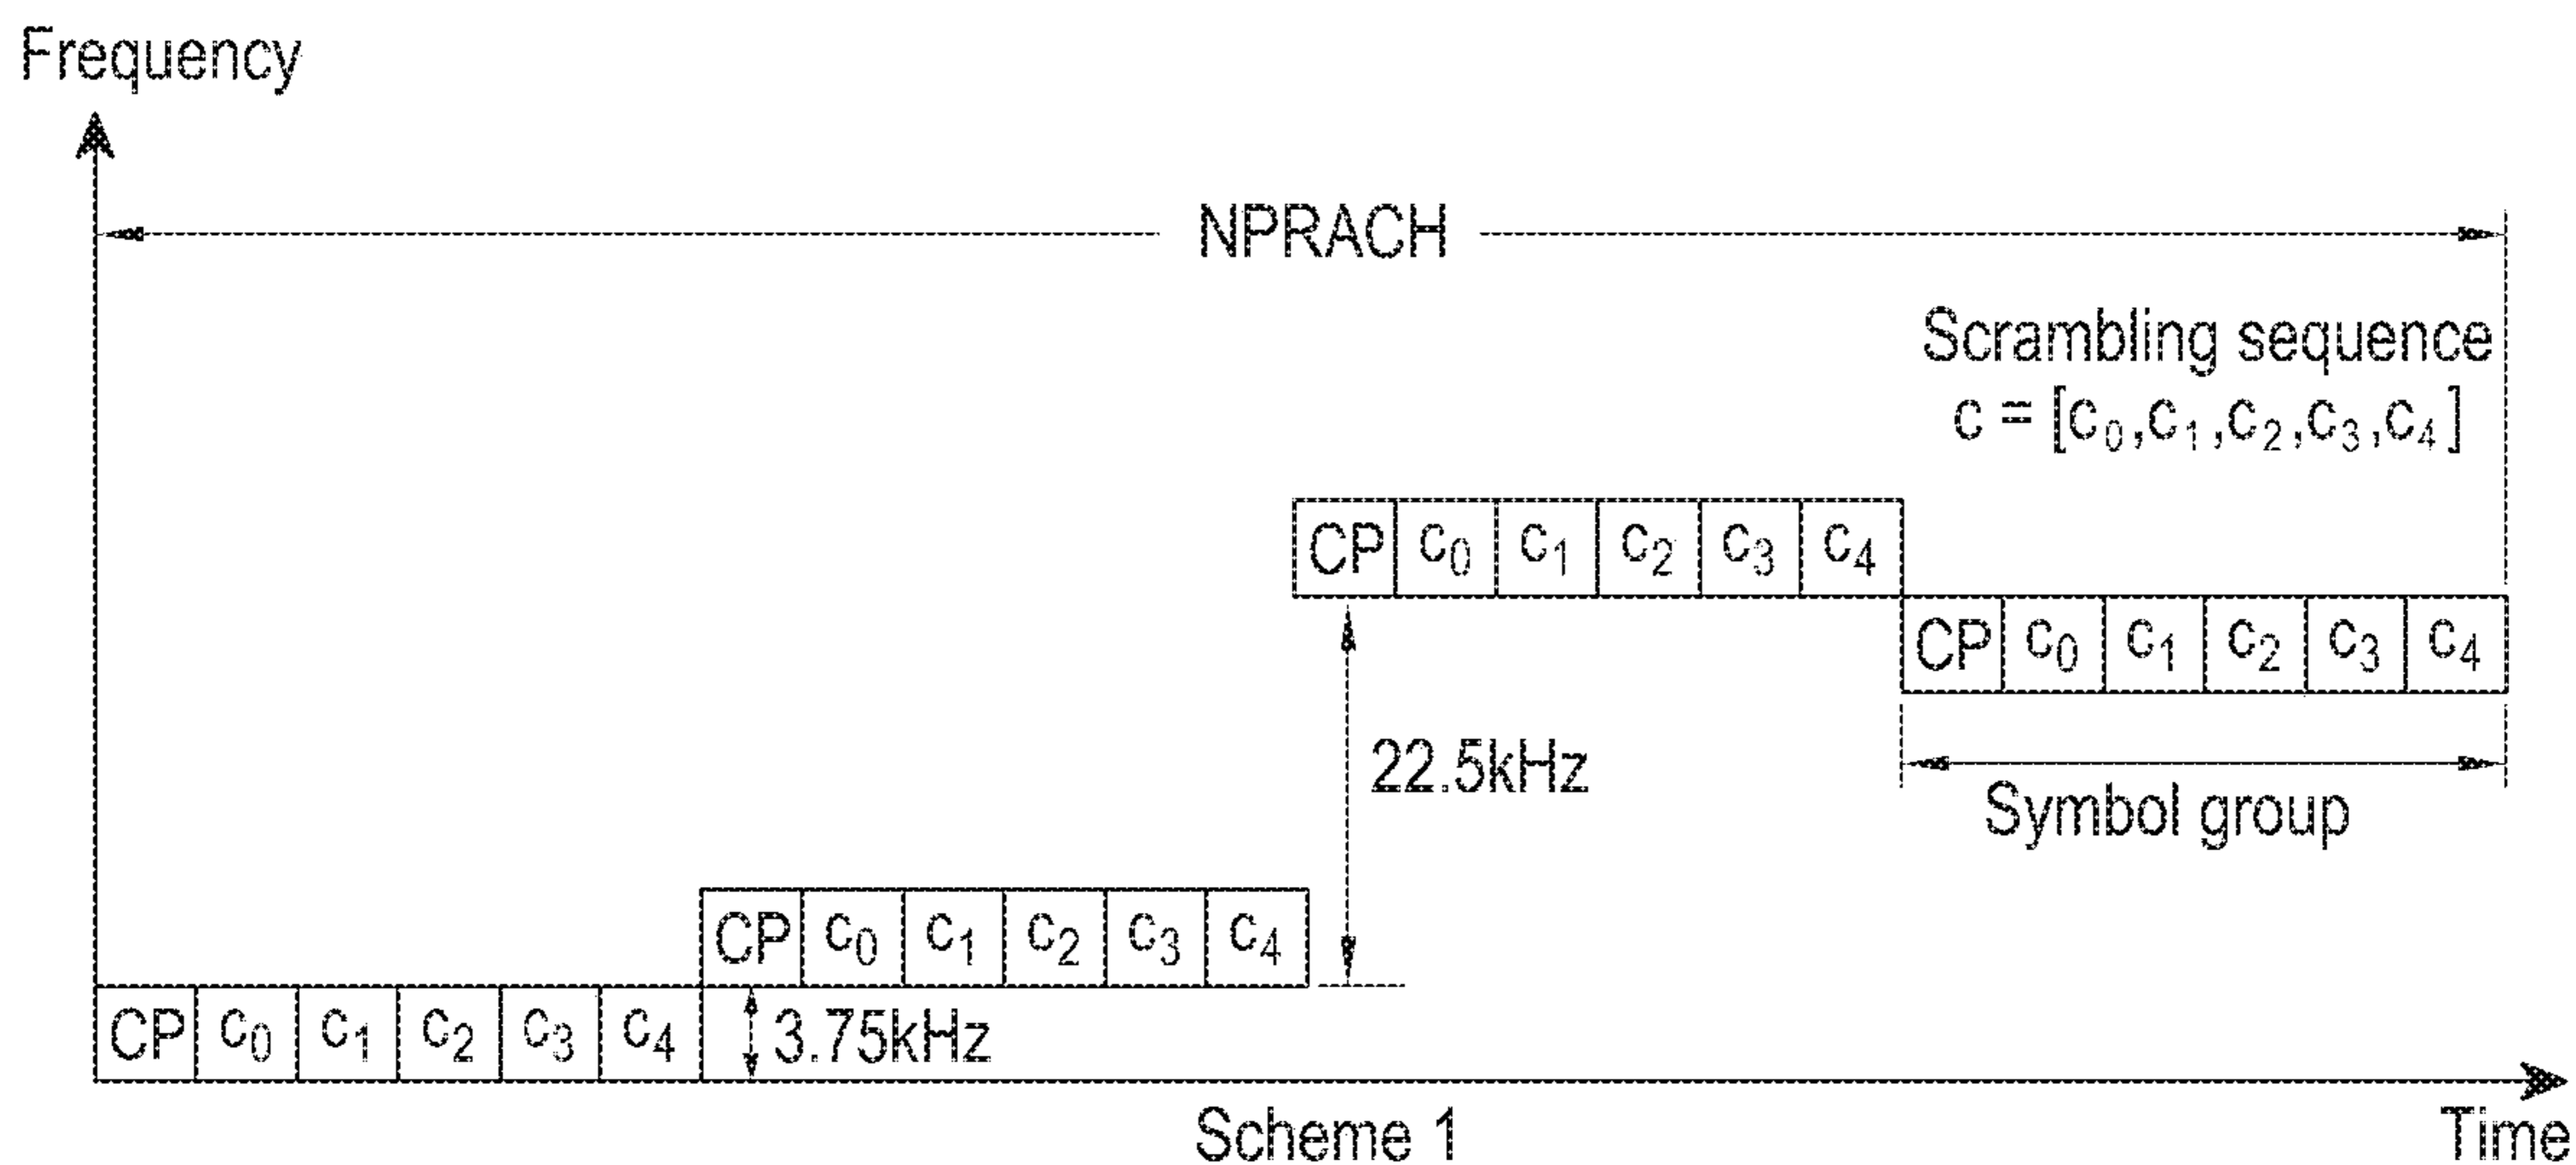 Frequency
NPRACH
Scrambling sequence
c = [c₀,c₁,c₂,c₃,c₄]
CP c₀ c₁ c₂ c₃ c₄
CP c₀ c₁ c₂ c₃ c₄
22.5kHz
Symbol group
CP c₀ c₁ c₂ c₃ c₄
CP c₀ c₁ c₂ c₃ c₄
3.75kHz
Scheme 1
Time